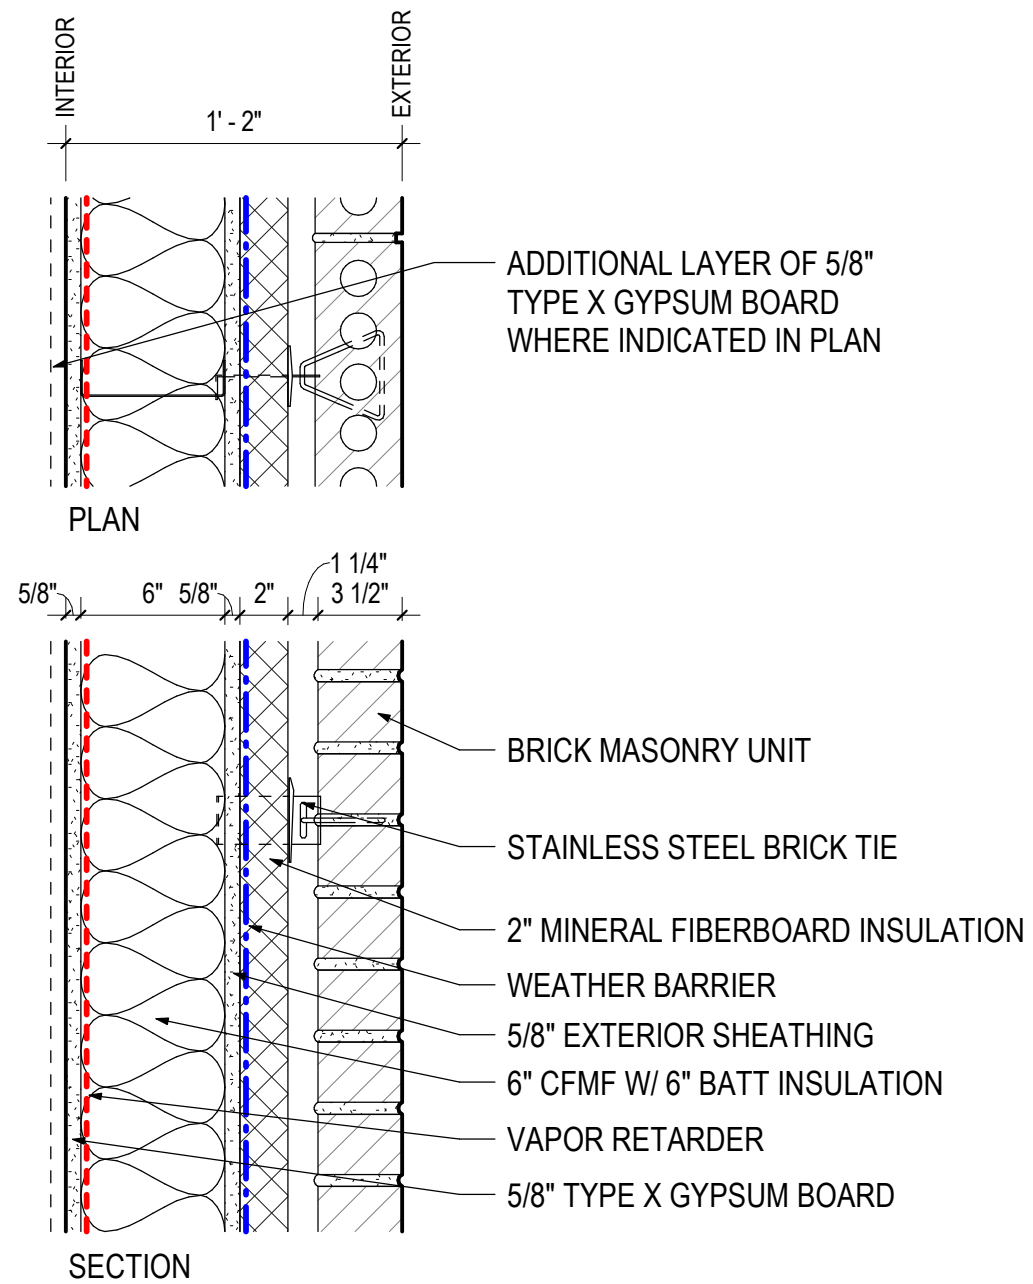 INTERIOR
EXTERIOR
1' - 2"
ADDITIONAL LAYER OF 5/8"
TYPE X GYPSUM BOARD
WHERE INDICATED IN PLAN
PLAN
1 1/4"
5/8" 6" 5/8" 2" 3 1/2"
BRICK MASONRY UNIT
STAINLESS STEEL BRICK TIE
2" MINERAL FIBERBOARD INSULATION
WEATHER BARRIER
5/8" EXTERIOR SHEATHING
6" CFMF W/ 6" BATT INSULATION
VAPOR RETARDER
5/8" TYPE X GYPSUM BOARD
SECTION